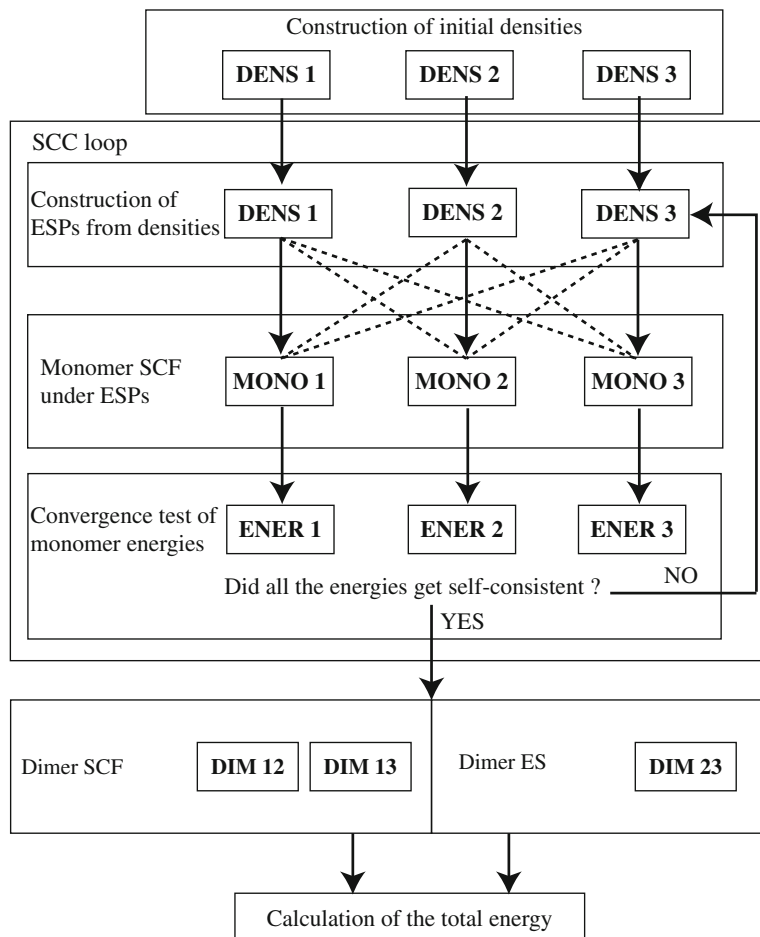 Construction of initial densities
DENS 1
DENS 2
DENS 3
SCC loop
Construction of
ESPs from densities
DENS 1
DENS 2
DENS 3
Monomer SCF
under ESPs
MONO 1
MONO 2
MONO 3
Convergence test of
monomer energies
ENER 1
ENER 2
ENER 3
Did all the energies get self-consistent ?
NO
YES
Dimer SCF
DIM 12
DIM 13
Dimer ES
DIM 23
Calculation of the total energy